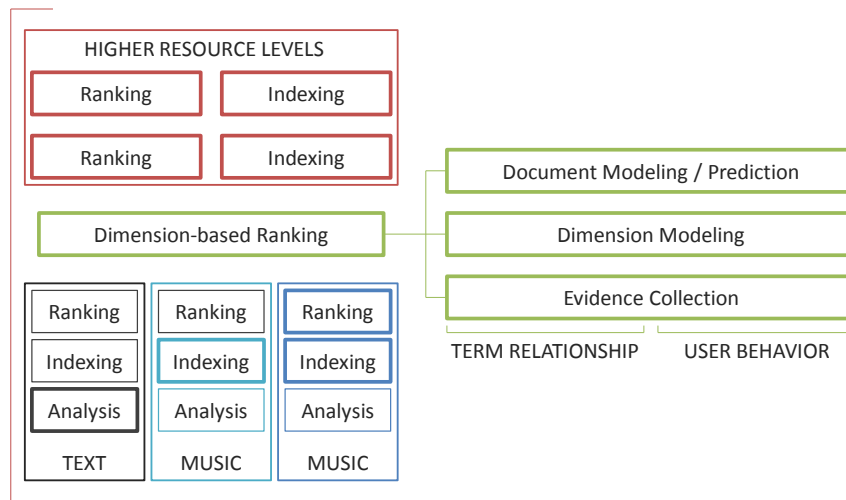 HIGHER RESOURCE LEVELS
Ranking
Indexing
Ranking
Indexing
Dimension-based Ranking
Document Modeling / Prediction
Dimension Modeling
Evidence Collection
TERM RELATIONSHIP
USER BEHAVIOR
Ranking
Indexing
Analysis
TEXT
Ranking
Indexing
Analysis
MUSIC
Ranking
Indexing
Analysis
MUSIC